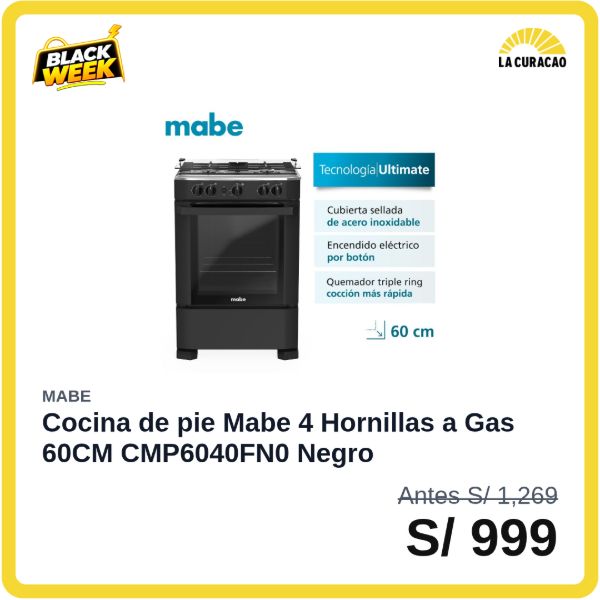 BLACK
WEEK
LA CURACAO
mabe
Tecnología|Ultimate
Cubierta sellada
de acero inoxidable
Encendido eléctrico
por botón
Quemador triple ring
cocción más rápida
mabe
60 cm
MABE
Cocina de pie Mabe 4 Hornillas a Gas
60CM CMP6040FN0 Negro
Antes S/ 1,269
S/ 999